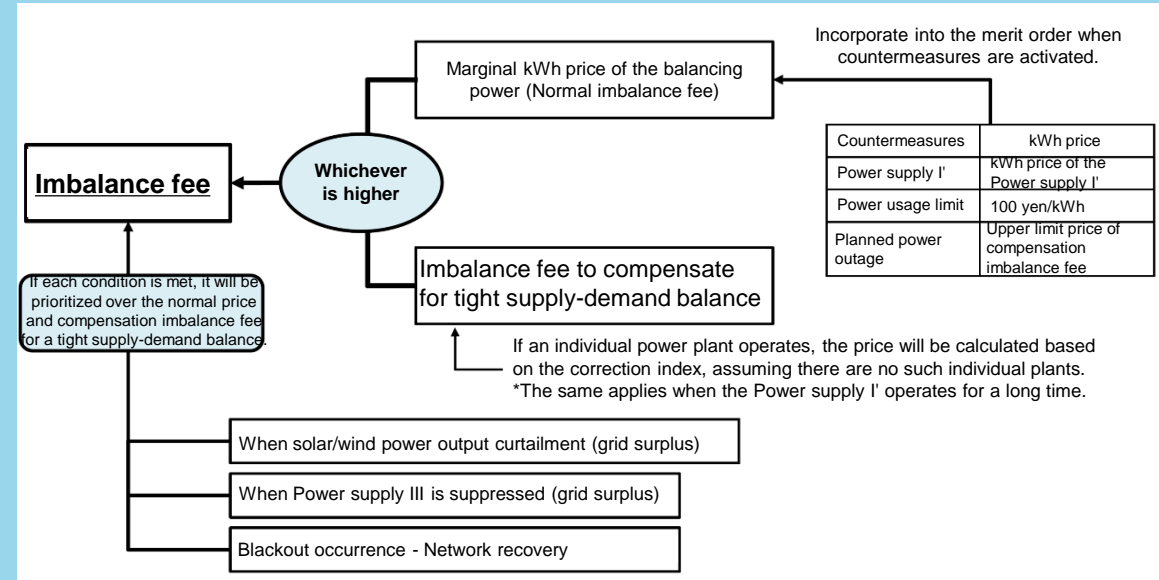 Incorporate into the merit order when
countermeasures are activated.
Marginal kWh price of the balancing
power (Normal imbalance fee)
Countermeasures kWh price
Power supply I' kWh price of the
Power supply I'
Power usage limit 100 yen/kWh
Planned power
outage
Upper limit price of
compensation
imbalance fee
Whichever
is higher
Imbalance fee
Imbalance fee to compensate
for tight supply-demand balance
If each condition is met, it will be
prioritized over the normal price
and compensation imbalance fee
for a tight supply-demand balance.
If an individual power plant operates, the price will be calculated based
on the correction index, assuming there are no such individual plants.
*The same applies when the Power supply I' operates for a long time.
When solar/wind power output curtailment (grid surplus)
When Power supply III is suppressed (grid surplus)
Blackout occurrence - Network recovery